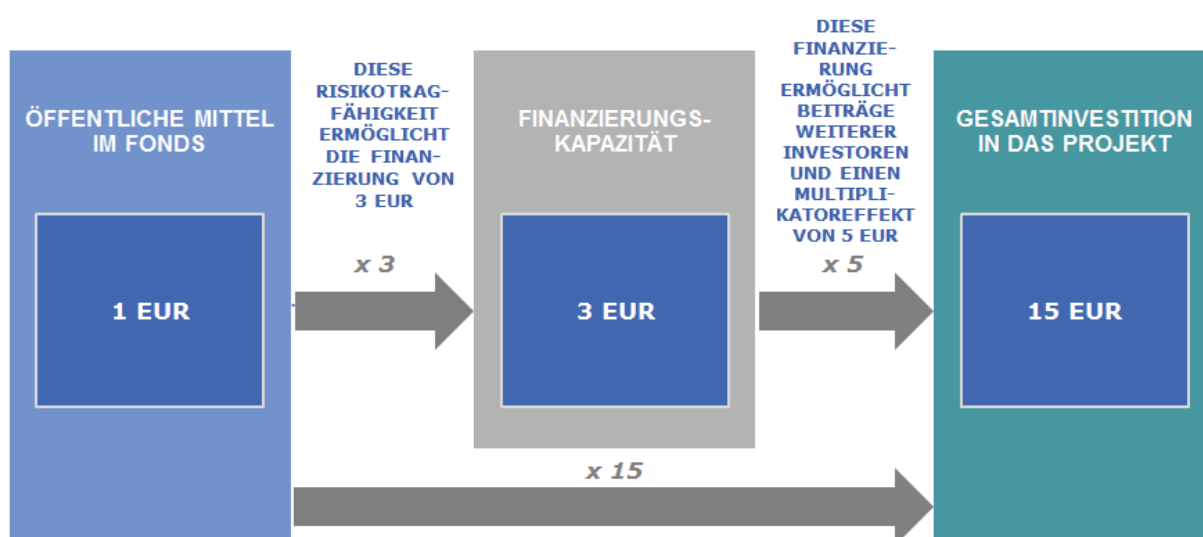 ÖFFENTLICHE MITTEL
IM FONDS
1 EUR
DIESE
RISIKOTRAG-
FÄHIGKEIT
ERMÖGLICHT
DIE FINAN-
ZIERUNG VON
3 EUR
x 3
FINANZIERUNGS-
KAPAZITÄT
3 EUR
DIESE
FINANZIE-
RUNG
ERMÖGLICHT
BEITRÄGE
WEITERER
INVESTOREN
UND EINEN
MULTIPLI-
KATOREFFEKT
VON 5 EUR
x 5
GESAMTINVESTITION
IN DAS PROJEKT
15 EUR
x 15